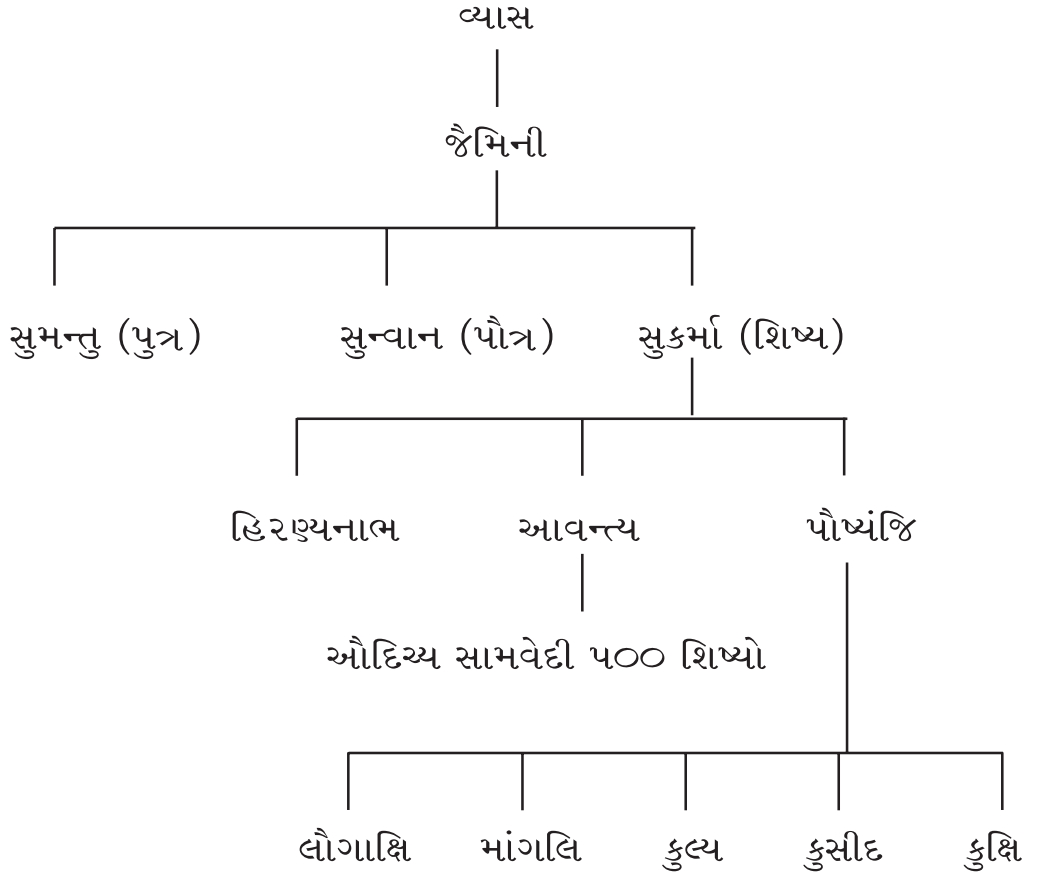 વ્યાસ
જૈમિની
સુમન્તુ (પુત્ર) સુન્વાન (પૌત્ર) સુકર્મા (શિષ્ય)
હિરણ્યનાભ આવન્ત્ય પૌષ્યંજિ
ઔદિચ્ય સામવેદી ૫૦૦ શિષ્યો
લૌગાક્ષિ માંગલિ કુલ્ય કુસીદ કુક્ષિ